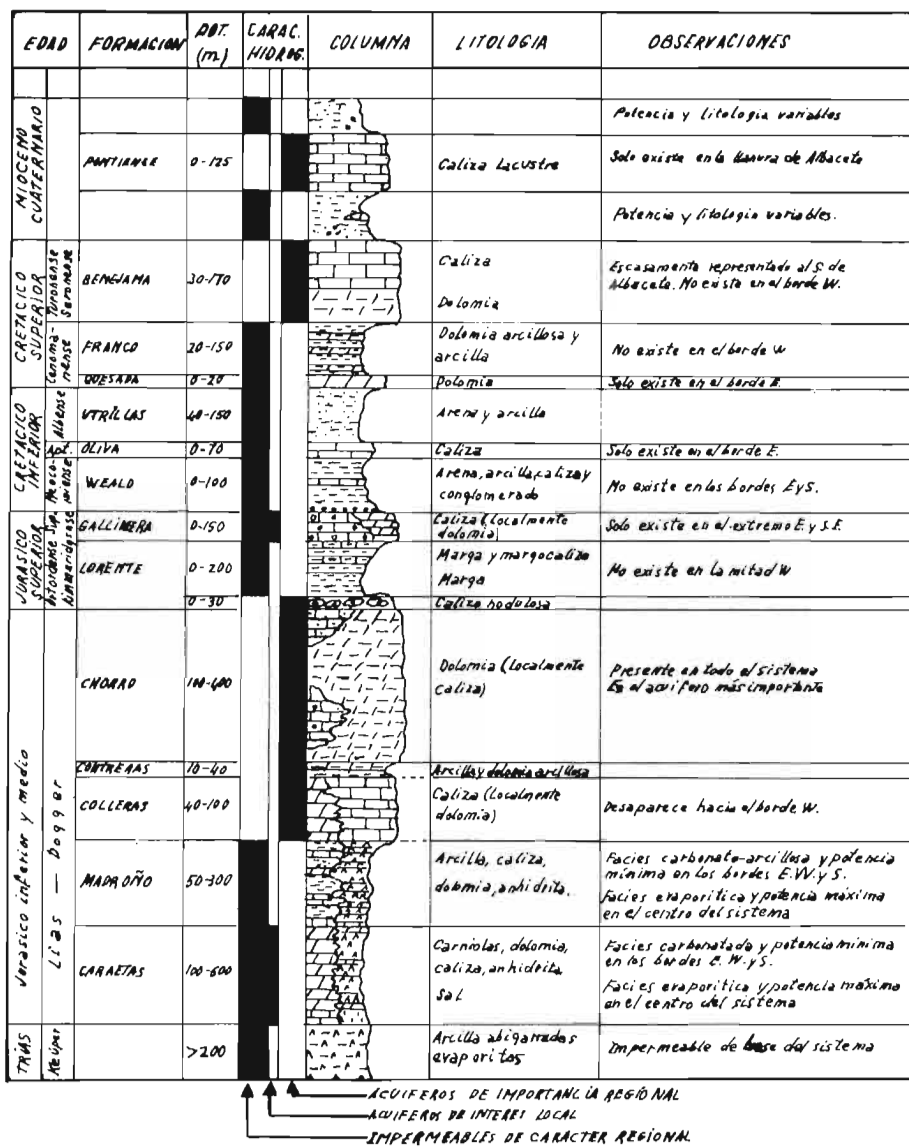 EDAD FORMACION POT. (m) CARAC. HIDROG. COLUMNA LITOLOGIA OBSERVACIONES
MIOCENO CUATERNARIO
Potencia y litologia variables
PONTIENSE 0-125 Caliza Lacustre Solo existe en la llanura de Albacete
Potencia y litologia variables.
CRETACICO SUPERIOR
Turonense Senonense
BENEJAMA 30-170 Caliza
Dolomia
Escasamente representado al S. de
Albacete. No existe en el borde W.
Cenomanense
FRANCO 20-150 Dolomia arcillosa y
arcilla
No existe en el borde W
QUESADA 0-20 Dolomia Solo existe en el borde E.
CRETACICO INFERIOR
Albense
UTRILLAS 40-150 Arena y arcilla
Apt. OLIVA 0-70 Caliza Solo existe en el borde E.
Neocomiense
WEALD 0-100 Arena, arcilla, caliza y
conglomerado
No existe en los bordes E y S.
JURASICO SUPERIOR
GALLINERA 0-150 Caliza (Localmente
dolomia)
Solo existe en el extremo E. y S.E.
LORENTE 0-200 Marga y margocaliza
Marga
No existe en la mitad W
0-30 Caliza nodulosa
Jurasico inferior y medio
Lias — Dogger
CHORRO 100-400 Dolomia (localmente
caliza)
Presente en todo el sistema
Es el acuifero más importante
CONTRERAS 10-40 Arcilla y dolomia arcillosa
COLLERAS 40-100 Caliza (Localmente
dolomia)
Desaparece hacia el borde W.
MADROÑO 50-300 Arcilla, caliza,
dolomia, anhidrita.
Facies carbonato-arcillosa y potencia
mínima en los bordes E. W. y S.
Facies evaporitica y potencia máxima
en el centro del sistema
CARAETAS 100-600 Carniolas, dolomia,
caliza, anhidrita
Sal
Facies carbonatada y potencia minima
en los bordes E. W. y S.
Facies evaporitica y potencia máxima
en el centro del sistema
TRIAS
Keuper
>200 Arcilla abigarradas
evaporitas
Impermeable de base del sistema
ACUIFEROS DE IMPORTANCIA REGIONAL
ACUIFEROS DE INTERES LOCAL
IMPERMEABLES DE CARACTER REGIONAL